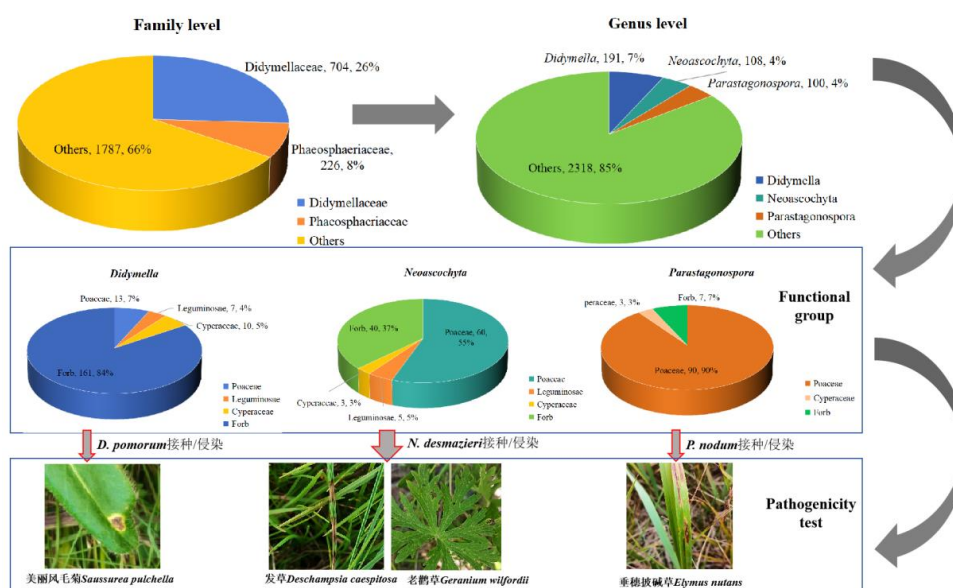 Family level
Genus level
Didymellaceae, 704, 26%
Phaeosphaeriaceae,
226, 8%
Others, 1787, 66%
Didymellaceae
Phaeosphaeriaceae
Others
Didymella, 191, 7%
Neoascochyta, 108, 4%
Parastagonospora, 100, 4%
Others, 2318, 85%
Didymella
Neoascochyta
Parastagonospora
Others
Didymella
Poaceae, 13, 7%
Leguminosae, 7, 4%
Cyperaceae, 10, 5%
Forb, 161, 84%
Poaceae
Leguminosae
Cyperaceae
Forb
Neoascochyta
Forb, 40, 37%
Poaceae, 60,
55%
Cyperaceae, 3, 3%
Leguminosae, 5, 5%
Poaceae
Leguminosae
Cyperaceae
Forb
Parastagonospora
peraceae, 3, 3%
Forb, 7, 7%
Poaceae, 90, 90%
Poaceae
Cyperaceae
Forb
Functional
group
D. pomorum接种/侵染
N. desmazieri接种/侵染
P. nodum接种/侵染
Pathogenicity
test
美丽风毛菊Saussurea pulchella
发草Deschampsia caespitosa
老鹳草Geranium wilfordii
垂穗披碱草Elymus nutans